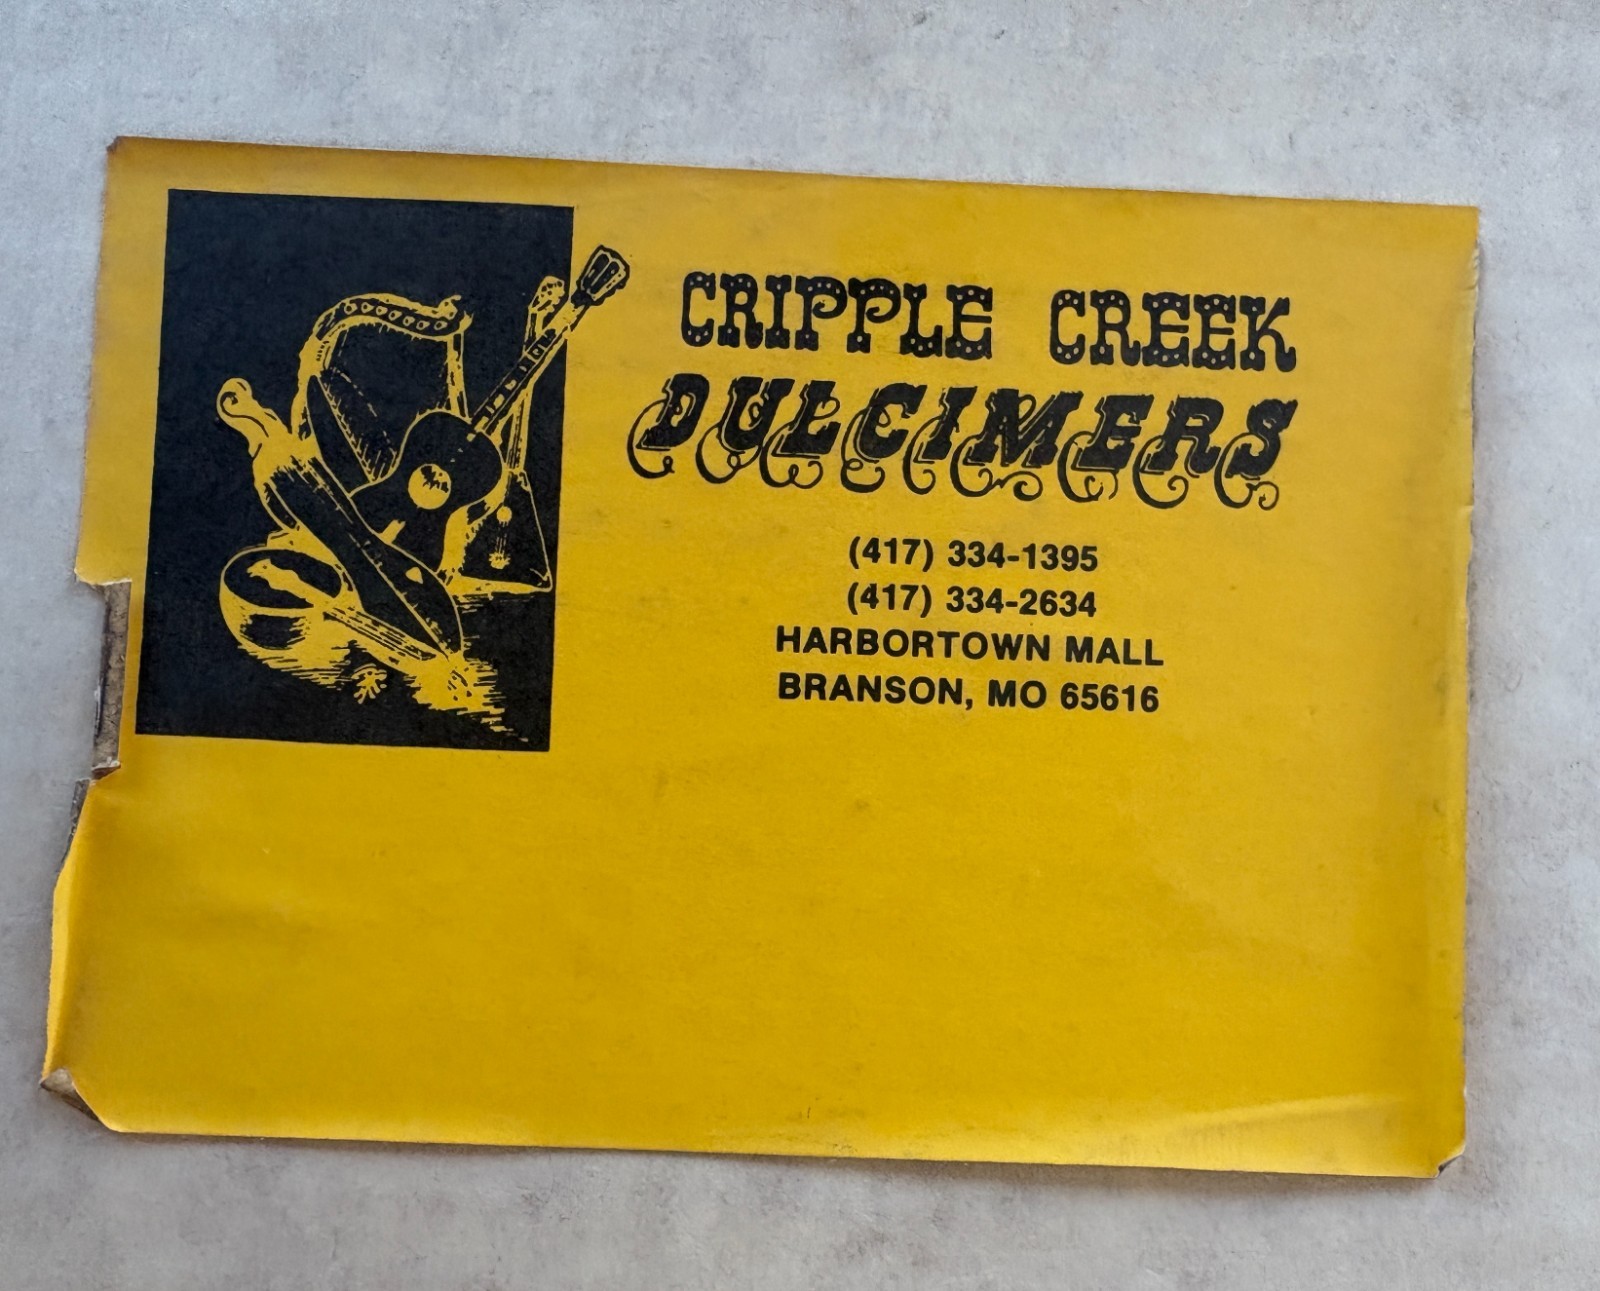 CRIPPLE CREEK
DULCIMERS
(417) 334-1395
(417) 334-2634
HARBORTOWN MALL
BRANSON, MO 65616